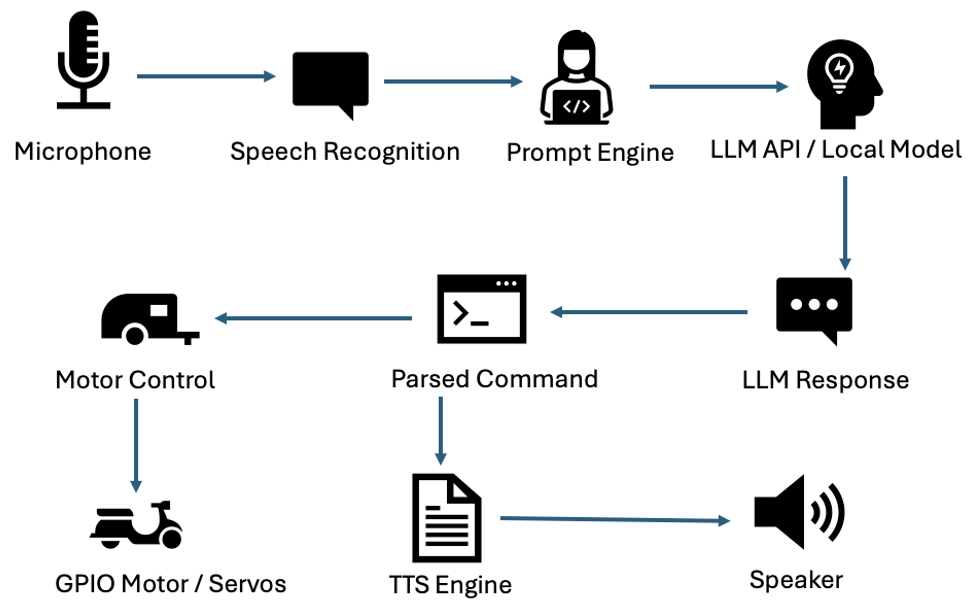 Microphone
Speech Recognition
Prompt Engine
LLM API / Local Model
Motor Control
Parsed Command
LLM Response
GPIO Motor / Servos
TTS Engine
Speaker